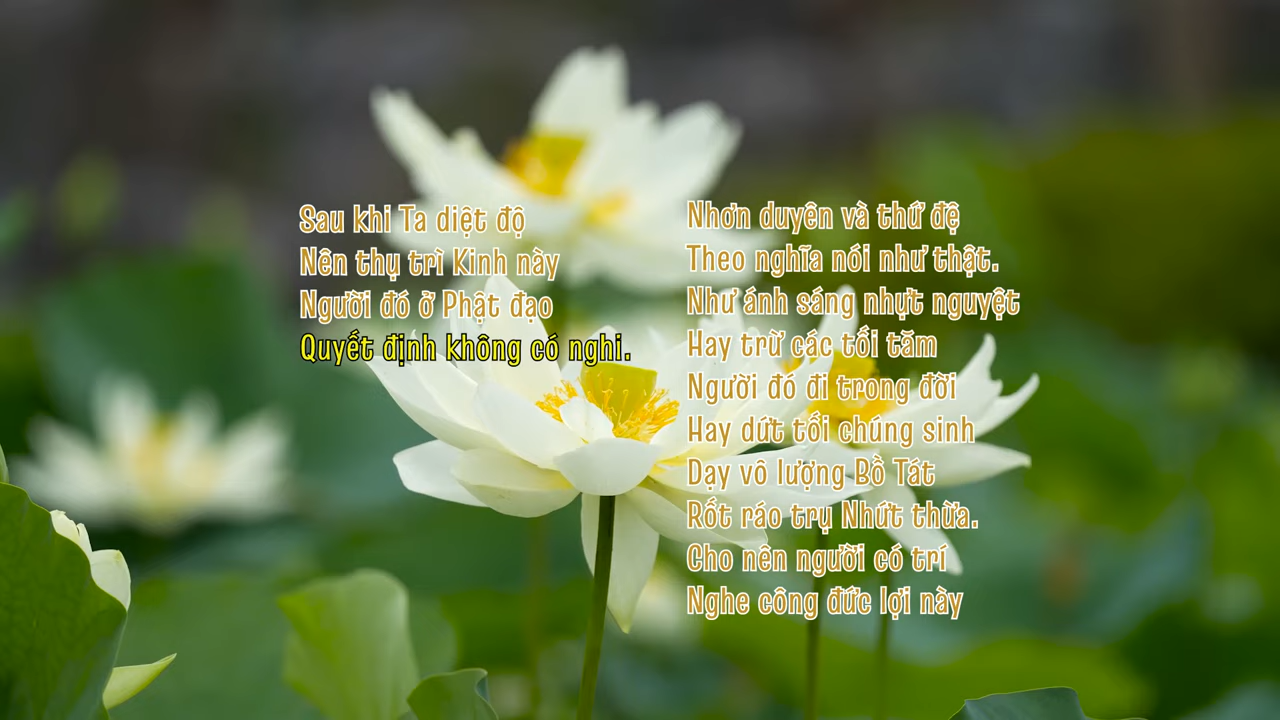 Sau khi Ta diệt độ
Nên thụ trì Kinh này
Người đó ở Phật đạo
Quyết định không có nghi.
Nhơn duyên và thứ đệ
Theo nghĩa nói như thật.
Như ánh sáng nhựt nguyệt
Hay trừ các tối tăm
Người đó đi trong đời
Hay dứt tối chúng sinh
Dạy vô lượng Bồ Tát
Rốt ráo trụ Nhứt thừa.
Cho nên người có trí
Nghe công đức lợi này